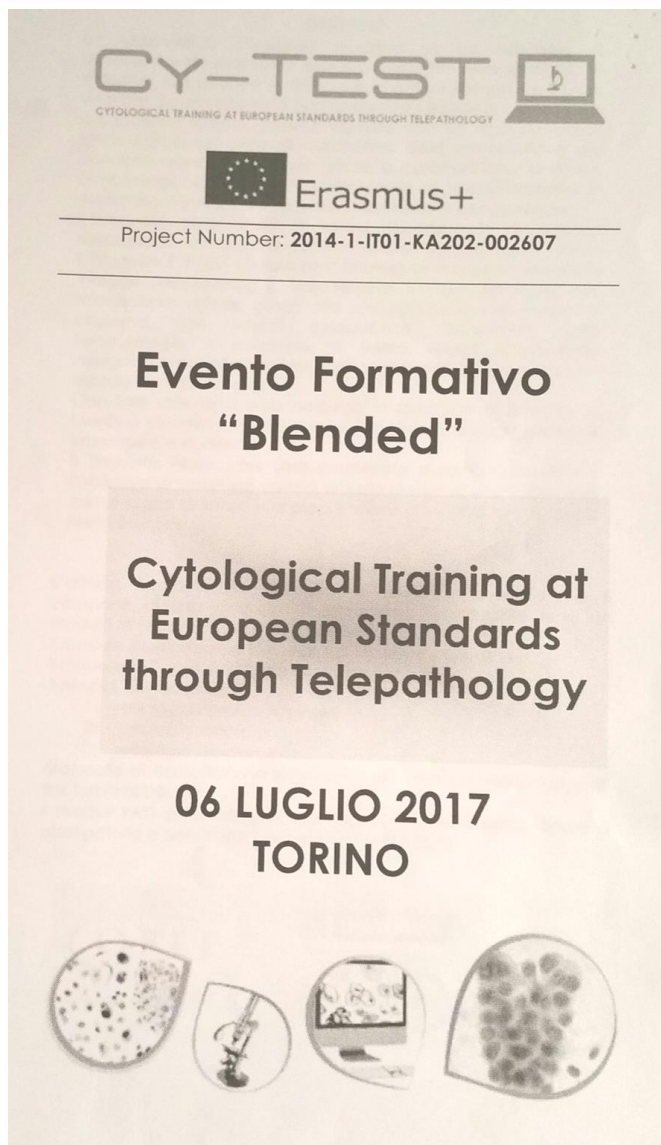 CY-TEST
CYTOLOGICAL TRAINING AT EUROPEAN STANDARDS THROUGH TELEPATHOLOGY
Erasmus+
Project Number: 2014-1-IT01-KA202-002607
Evento Formativo
“Blended”
Cytological Training at
European Standards
through Telepathology
06 LUGLIO 2017
TORINO